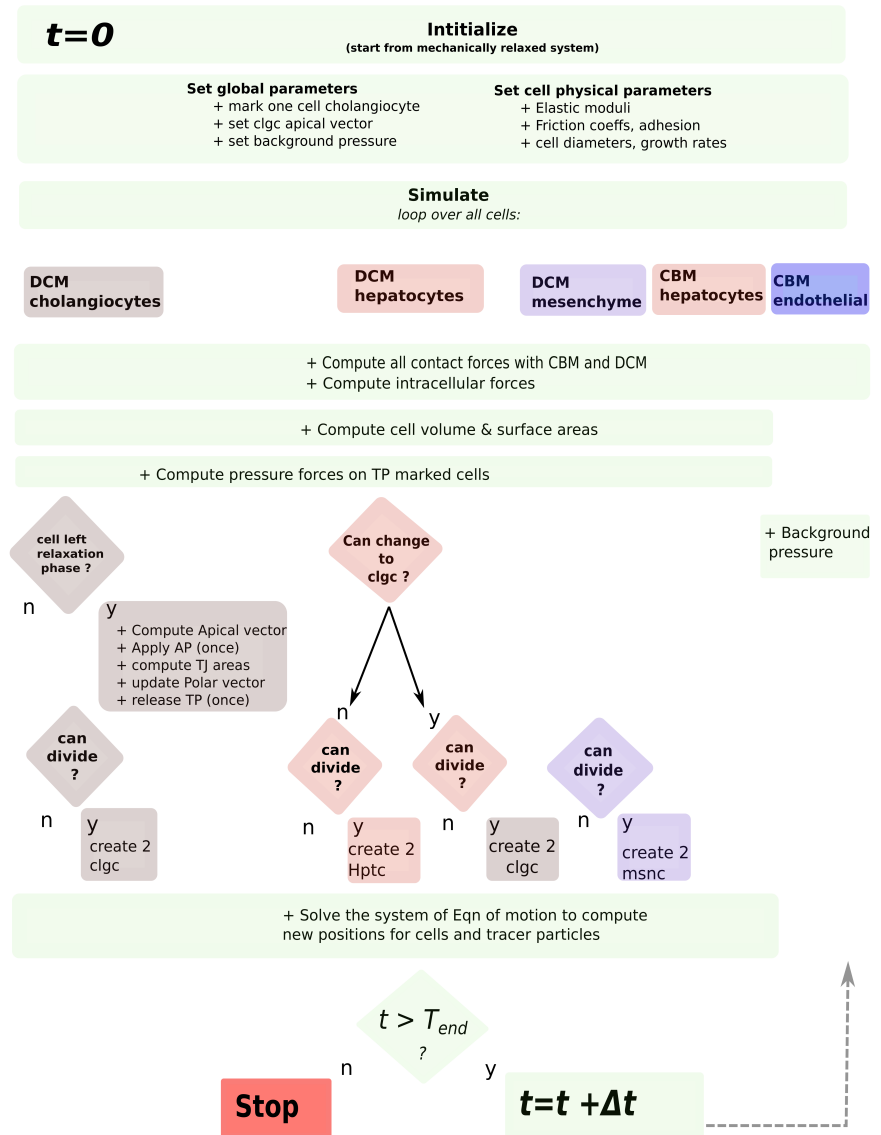 t=0
Intitialize
(start from mechanically relaxed system)
Set global parameters
+ mark one cell cholangiocyte
+ set clgc apical vector
+ set background pressure
Set cell physical parameters
+ Elastic moduli
+ Friction coeffs, adhesion
+ cell diameters, growth rates
Simulate
loop over all cells:
DCM
cholangiocytes
DCM
hepatocytes
DCM
mesenchyme
CBM
hepatocytes
CBM
endothelial
+ Compute all contact forces with CBM and DCM
+ Compute intracellular forces
+ Compute cell volume & surface areas
+ Compute pressure forces on TP marked cells
cell left
relaxation
phase ?
Can change
to
clgc ?
+ Background
pressure
n
y
+ Compute Apical vector
+ Apply AP (once)
+ compute TJ areas
+ update Polar vector
+ release TP (once)
n
y
can
divide
?
can
divide
?
can
divide
?
can
divide
?
n
y
create 2
clgc
n
y
create 2
Hptc
n
y
create 2
clgc
n
y
create 2
msnc
+ Solve the system of Eqn of motion to compute
new positions for cells and tracer particles
t > Tend
?
n
y
Stop
t=t +Δt